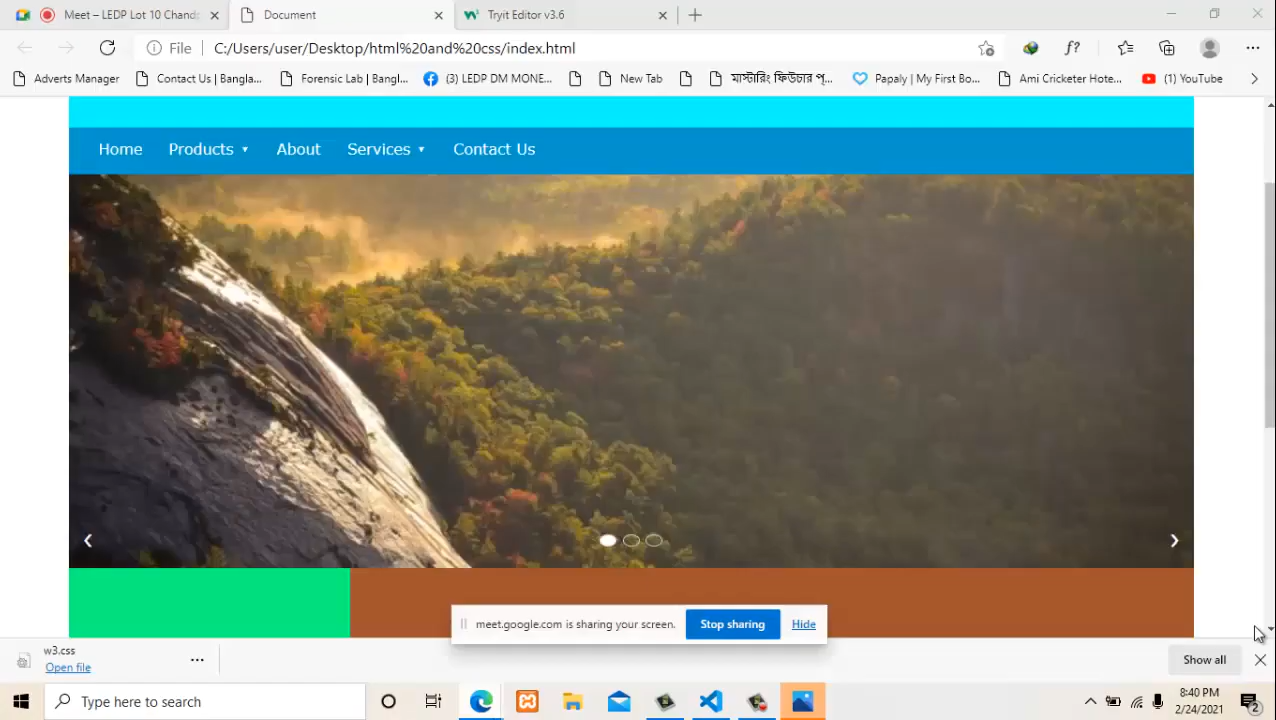 Meet – LEDP Lot 10 Chand
Document
Tryit Editor v3.6
File
C:/Users/user/Desktop/html%20and%20css/index.html
Adverts Manager
Contact Us | Bangla...
Forensic Lab | Bangl...
(3) LEDP DM MONE...
New Tab
মাস্টারিং ফিউচার প্...
Papaly | My First Bo...
Ami Cricketer Hote...
(1) YouTube
Home
Products ▼
About
Services ▼
Contact Us
meet.google.com is sharing your screen.
Stop sharing
Hide
w3.css
Open file
Show all
Type here to search
8:40 PM
2/24/2021
2